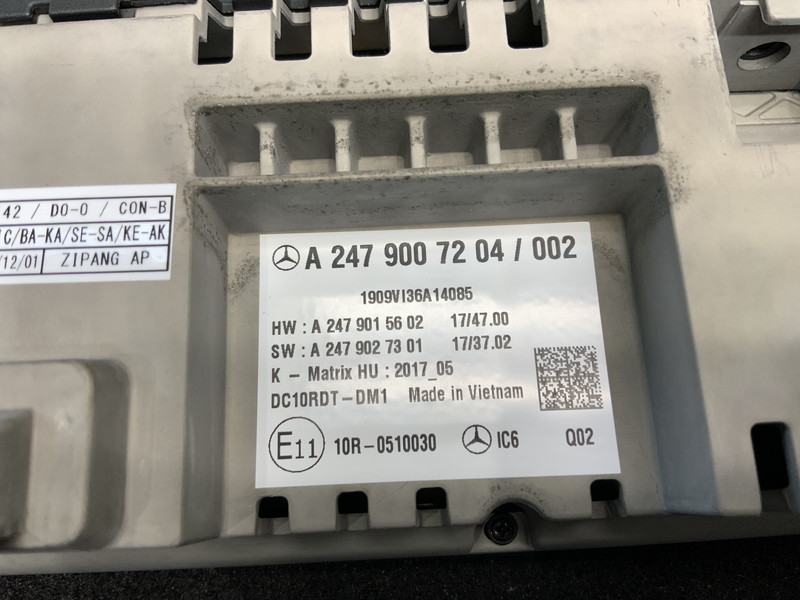 42 / DO-0 / CON-B
C/BA-KA/SE-SA/KE-AK
/12/01 ZIPANG AP
A 247 900 72 04 / 002
1909VI36A14085
HW : A 247 901 56 02 17/47.00
SW : A 247 902 73 01 17/37.02
K - Matrix HU : 2017_05
DC10RDT-DM1 Made in Vietnam
E11 10R-0510030 IC6 Q02